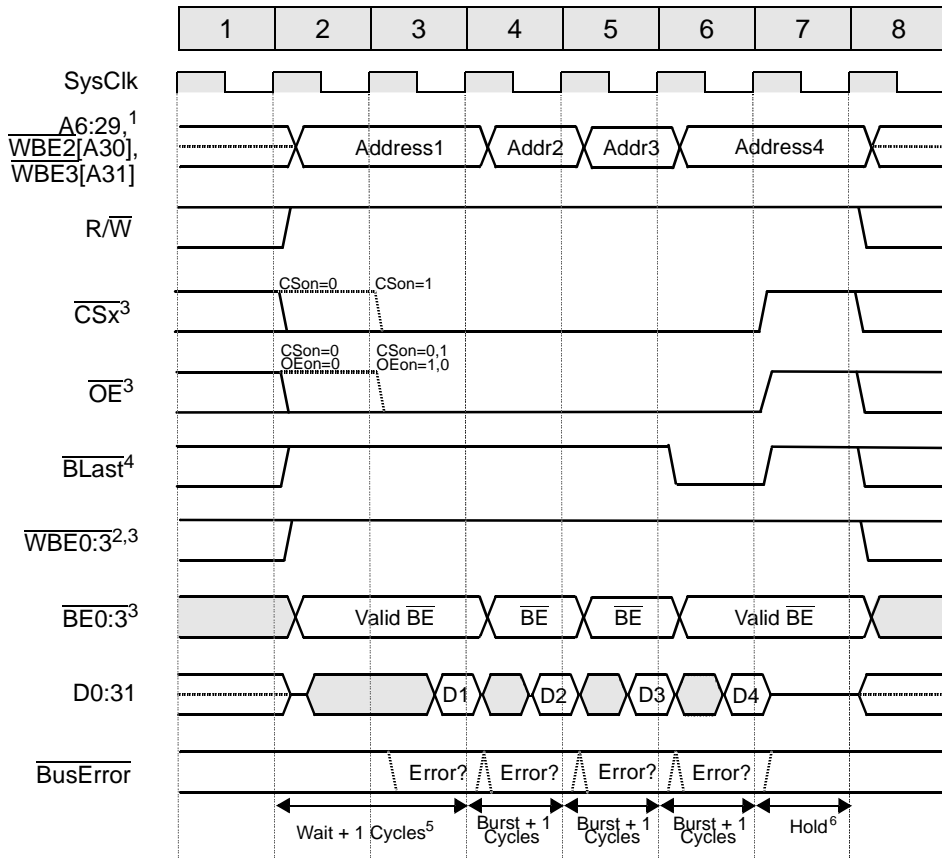 1 2 3 4 5 6 7 8
SysClk
A6:29,1
WBE2[A30],
WBE3[A31]
Address1 Addr2 Addr3 Address4
R/W
CSon=0 CSon=1
CSx3
CSon=0 CSon=0,1
OEon=0 OEon=1,0
OE3
BLast4
WBE0:32,3
BE0:33
Valid BE BE BE Valid BE
D0:31
D1 D2 D3 D4
BusError
Error? Error? Error? Error?
Wait + 1 Cycles5
Burst + 1
Cycles
Burst + 1
Cycles
Burst + 1
Cycles
Hold6